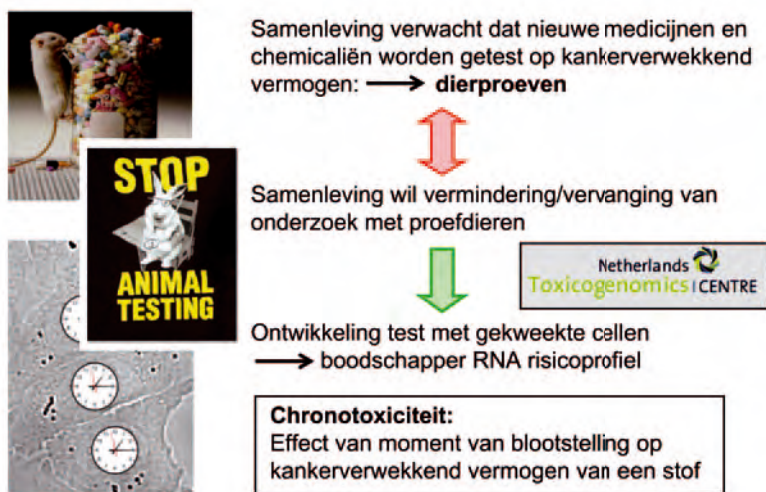 Samenleving verwacht dat nieuwe medicijnen en
chemicaliën worden getest op kankerverwekkend
vermogen: ⟶ dierproeven
STOP
ANIMAL
TESTING
Samenleving wil vermindering/vervanging van
onderzoek met proefdieren
Netherlands
Toxicogenomics | CENTRE
Ontwikkeling test met gekweekte cellen
⟶ boodschapper RNA risicoprofiel
Chronotoxiciteit:
Effect van moment van blootstelling op
kankerverwekkend vermogen van een stof